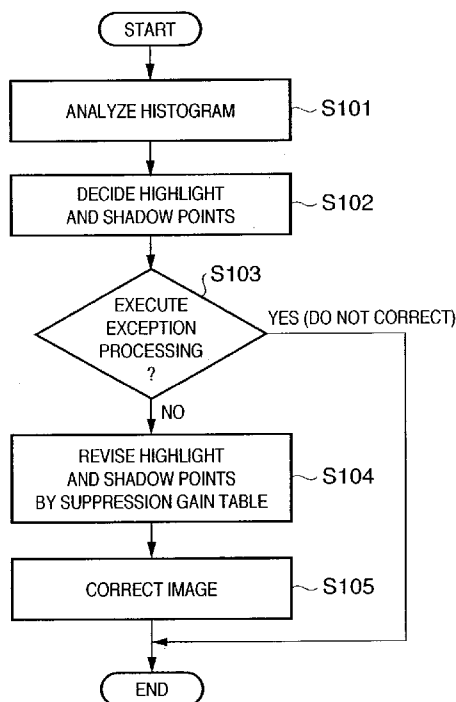 START
ANALYZE HISTOGRAM
S101
DECIDE HIGHLIGHT
AND SHADOW POINTS
S102
S103
EXECUTE
EXCEPTION
PROCESSING
?
YES (DO NOT CORRECT)
NO
REVISE HIGHLIGHT
AND SHADOW POINTS
BY SUPPRESSION GAIN TABLE
S104
CORRECT IMAGE
S105
END